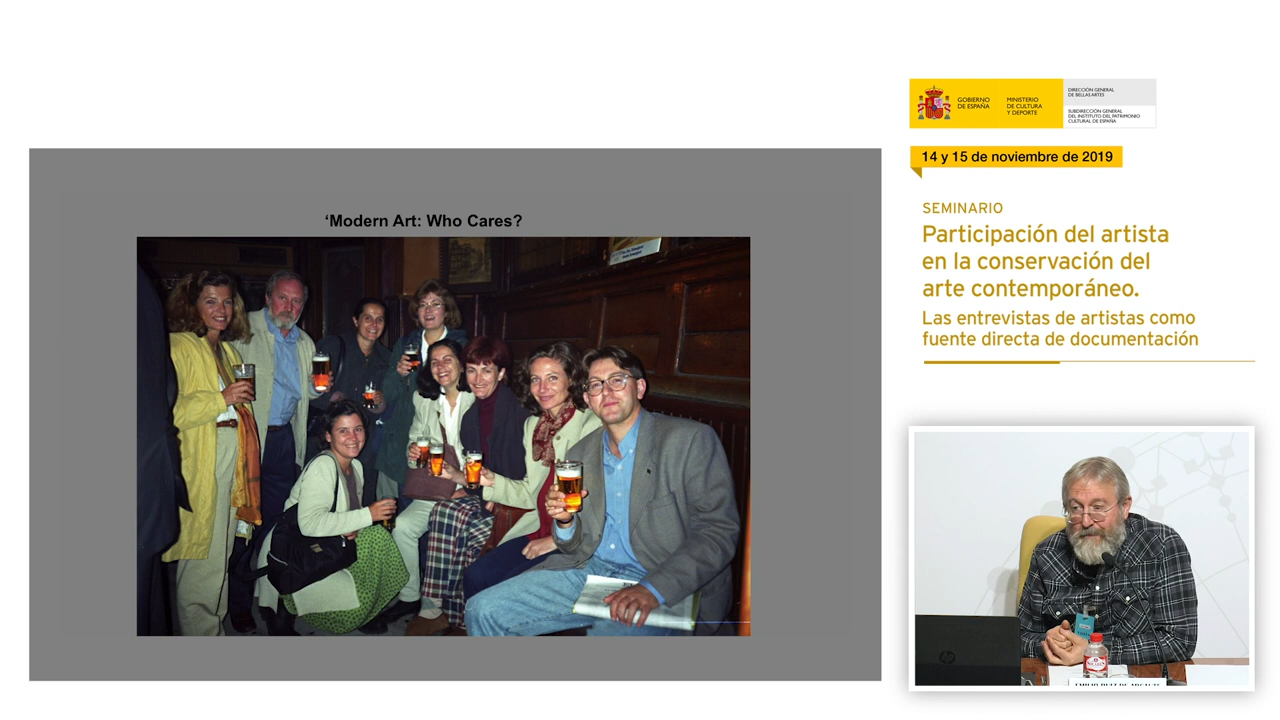 ‘Modern Art: Who Cares?
GOBIERNO
DE ESPAÑA
MINISTERIO
DE CULTURA
Y DEPORTE
DIRECCIÓN GENERAL
DE BELLAS ARTES
SUBDIRECCIÓN GENERAL
DEL INSTITUTO DEL PATRIMONIO
CULTURAL DE ESPAÑA
14 y 15 de noviembre de 2019
SEMINARIO
Participación del artista
en la conservación del
arte contemporáneo.
Las entrevistas de artistas como
fuente directa de documentación
hp